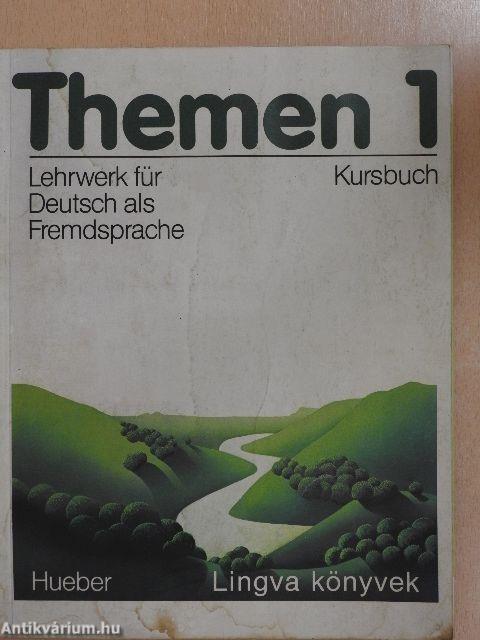 Themen 1
Lehrwerk für
Deutsch als
Fremdsprache
Kursbuch
Hueber
Lingva könyvek
Antikvárium.hu